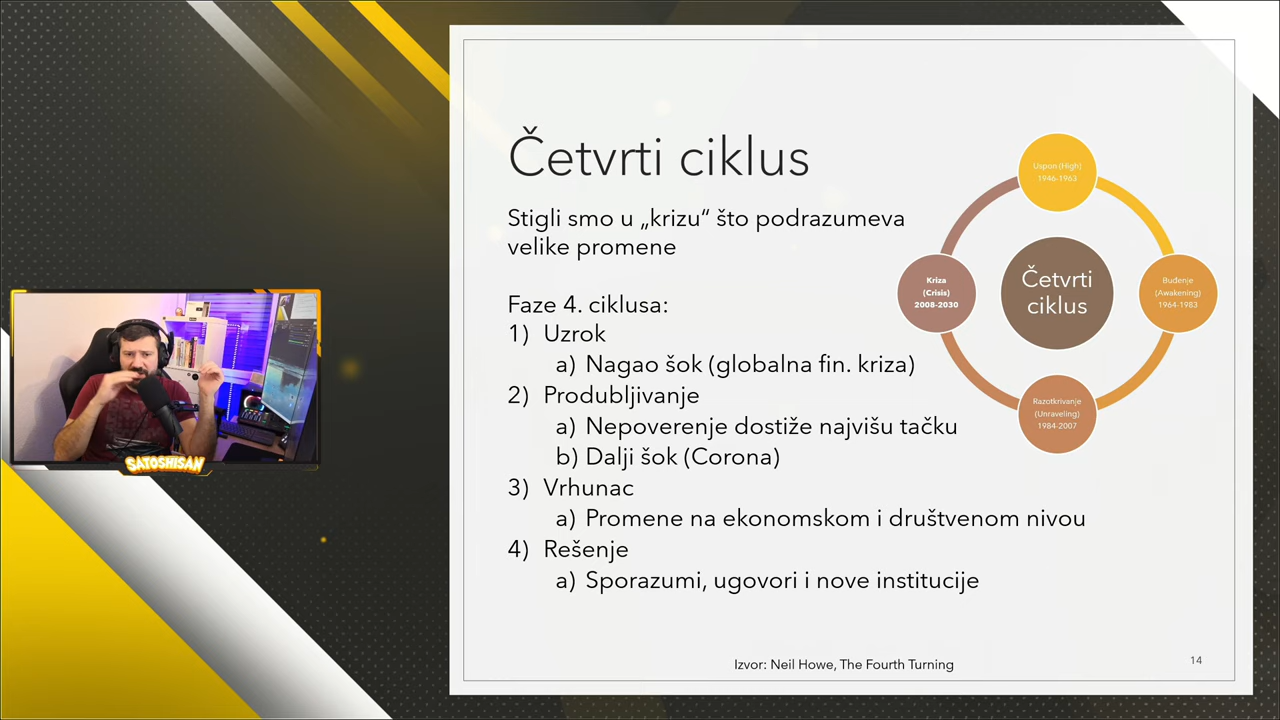 Četvrti ciklus
Stigli smo u „krizu“ što podrazumeva
velike promene
Faze 4. ciklusa:
1) Uzrok
a) Nagao šok (globalna fin. kriza)
2) Produbljivanje
a) Nepoverenje dostiže najvišu tačku
b) Dalji šok (Corona)
3) Vrhunac
a) Promene na ekonomskom i društvenom nivou
4) Rešenje
a) Sporazumi, ugovori i nove institucije
Uspon (High)
1946-1963
Buđenje
(Awakening)
1964-1983
Razotkrivanje
(Unraveling)
1984-2007
Kriza
(Crisis)
2008-2030
Četvrti
ciklus
Izvor: Neil Howe, The Fourth Turning
14
SATOSHISAN